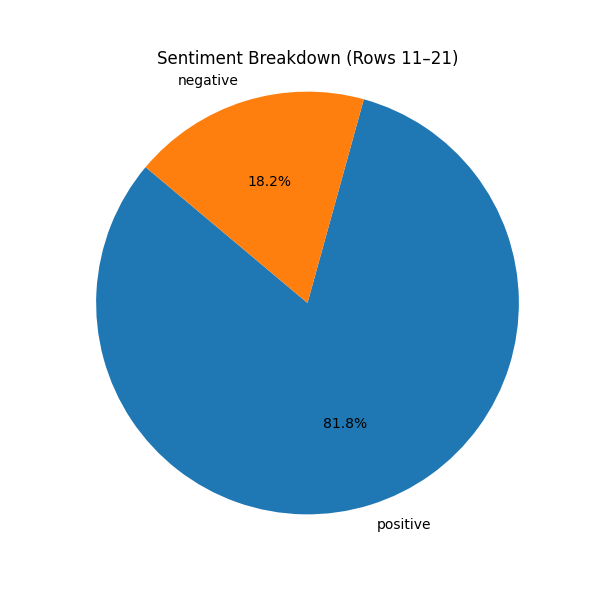 Sentiment Breakdown (Rows 11–21)
negative
18.2%
81.8%
positive